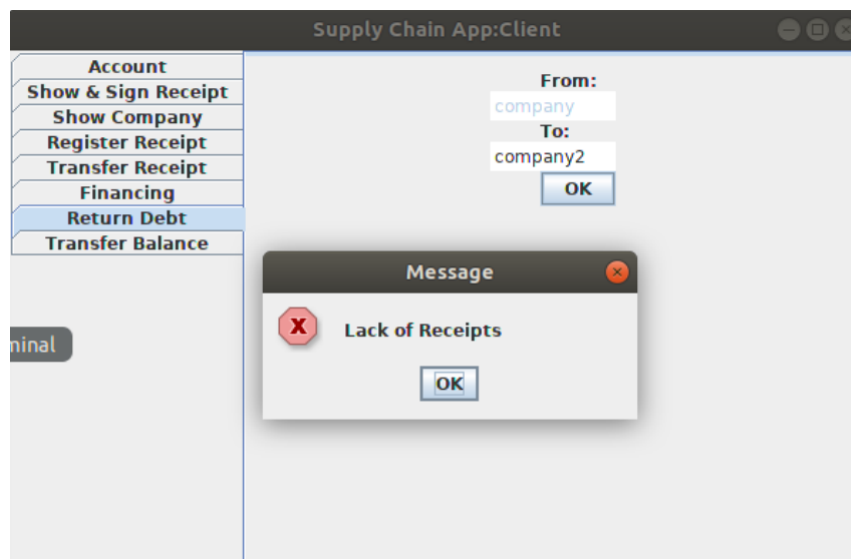 Supply Chain App:Client
Account
Show & Sign Receipt
Show Company
Register Receipt
Transfer Receipt
Financing
Return Debt
Transfer Balance
From:
company
To:
company2
OK
Message
X
Lack of Receipts
OK
minal